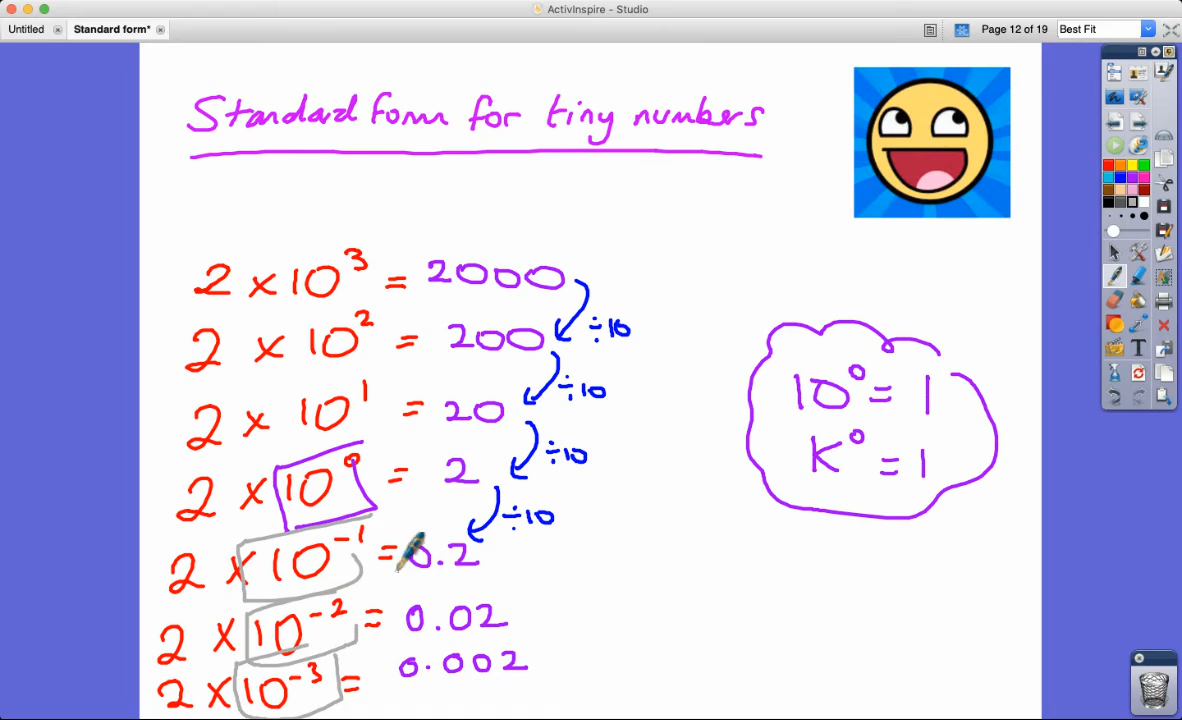 ActivInspire - Studio
Untitled
Standard form*
Page 12 of 19
Best Fit
Standard form for tiny numbers
2 × 10³ = 2000
÷10
2 × 10² = 200
÷10
2 × 10¹ = 20
÷10
2 × 10⁰ = 2
÷10
2 × 10⁻¹ = 0.2
2 × 10⁻² = 0.02
2 × 10⁻³ = 0.002
10⁰ = 1
K⁰ = 1
T